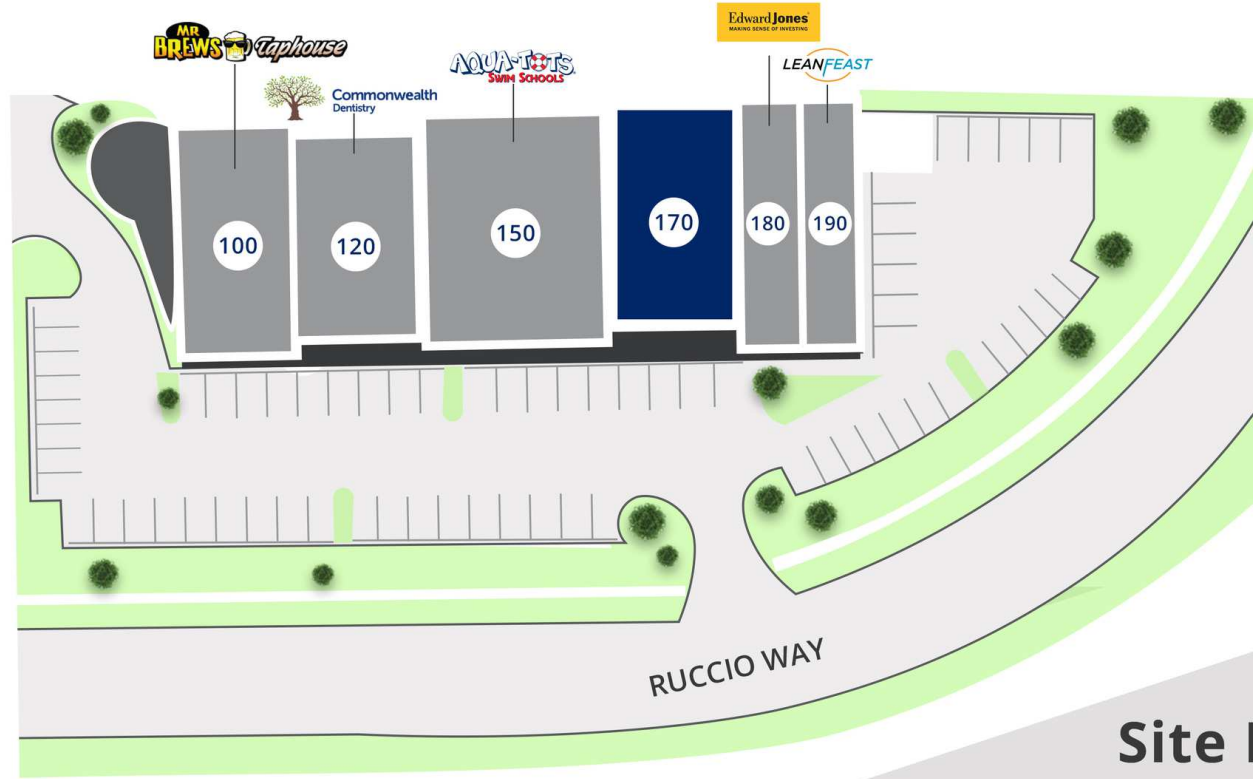 MR
BREWS Taphouse
Commonwealth
Dentistry
AQUA-TOTS
SWIM SCHOOLS
Edward Jones
MAKING SENSE OF INVESTING
LEANFEAST
100
120
150
170
180
190
RUCCIO WAY
Site